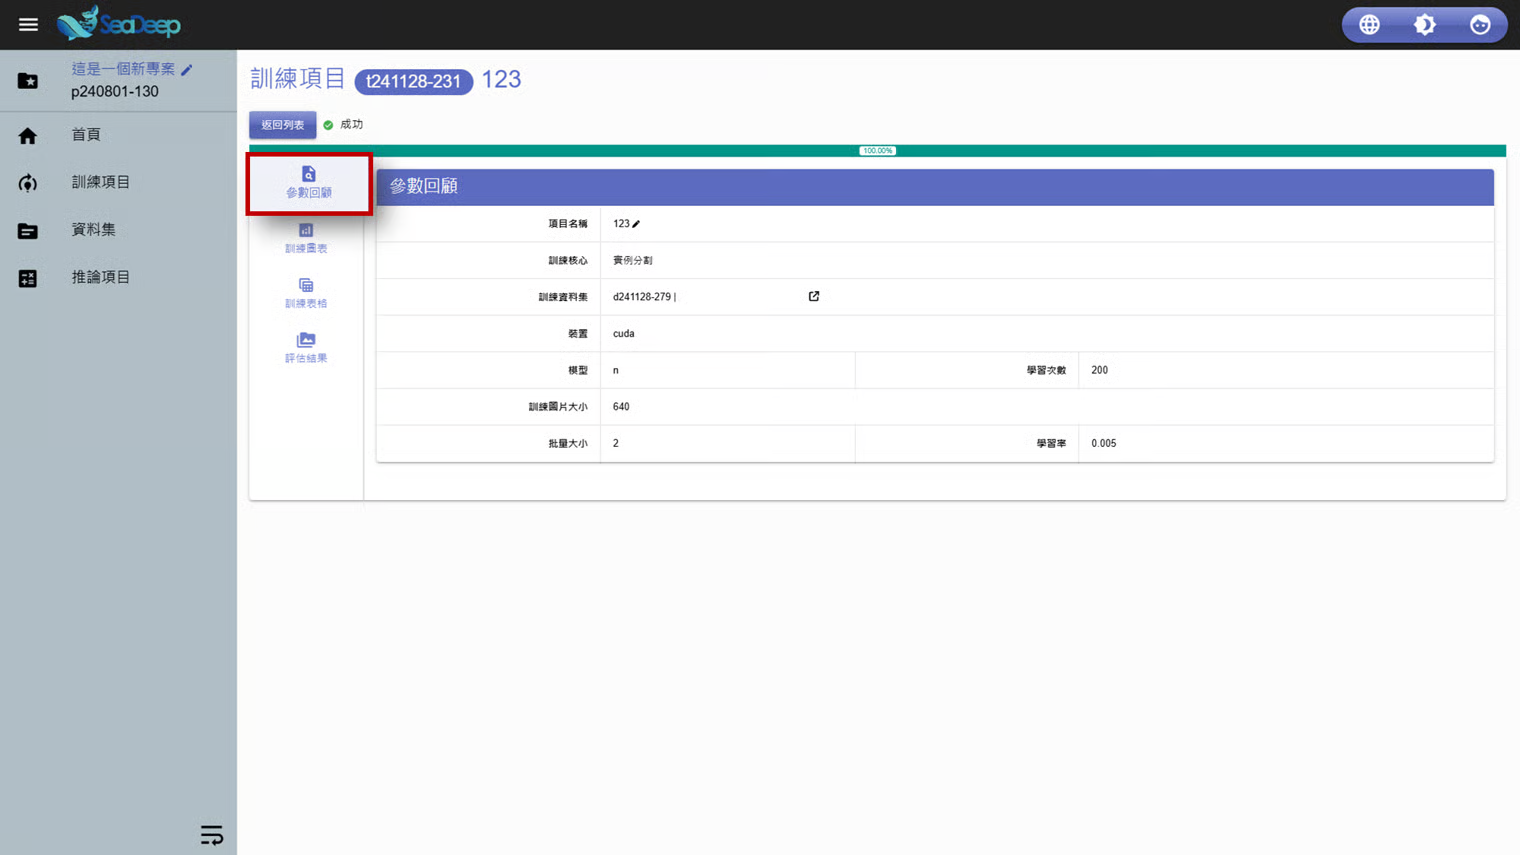 SeaDeep
這是一個新專案
p240801-130
首頁
訓練項目
資料集
推論項目
訓練項目 t241128-231 123
返回列表 成功
100.00%
參數回顧
訓練圖表
訓練表格
評估結果
參數回顧
項目名稱 123
訓練核心 實例分割
訓練資料集 d241128-279 |
裝置 cuda
模型 n 學習次數 200
訓練圖片大小 640
批量大小 2 學習率 0.005